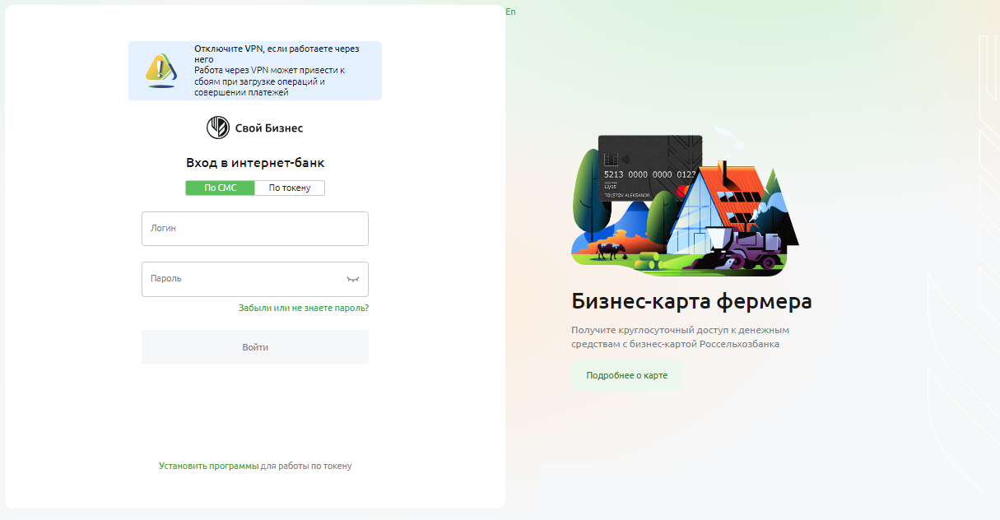 En
Отключите VPN, если работаете через
него
Работа через VPN может привести к
сбоям при загрузке операций и
совершении платежей
Свой Бизнес
Вход в интернет-банк
По СМС
По токену
Логин
Пароль
Забыли или не знаете пароль?
Войти
Установить программы для работы по токену
5213 0000 0000 0123
12/25
TOLSTOV ALEKSANDR
Бизнес-карта фермера
Получите круглосуточный доступ к денежным
средствам с бизнес-картой Россельхозбанка
Подробнее о карте